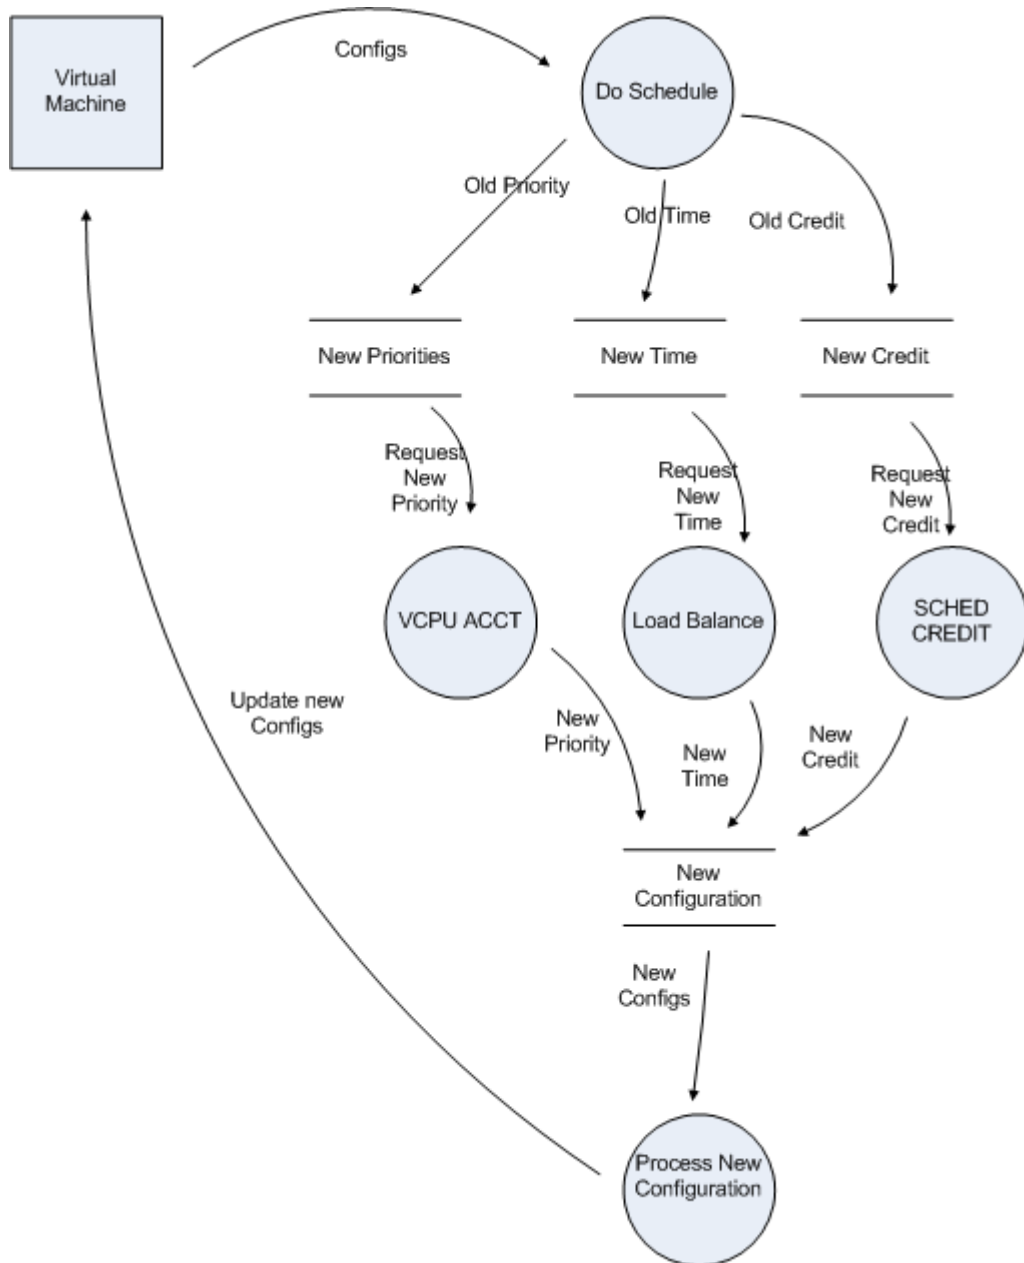 Configs
Virtual
Machine
Do Schedule
Old Priority
Old Time
Old Credit
New Priorities
New Time
New Credit
Request
New
Priority
Request
New
Time
Request
New
Credit
VCPU ACCT
Load Balance
SCHED
CREDIT
Update new
Configs
New
Priority
New
Time
New
Credit
New
Configuration
New
Configs
Process New
Configuration